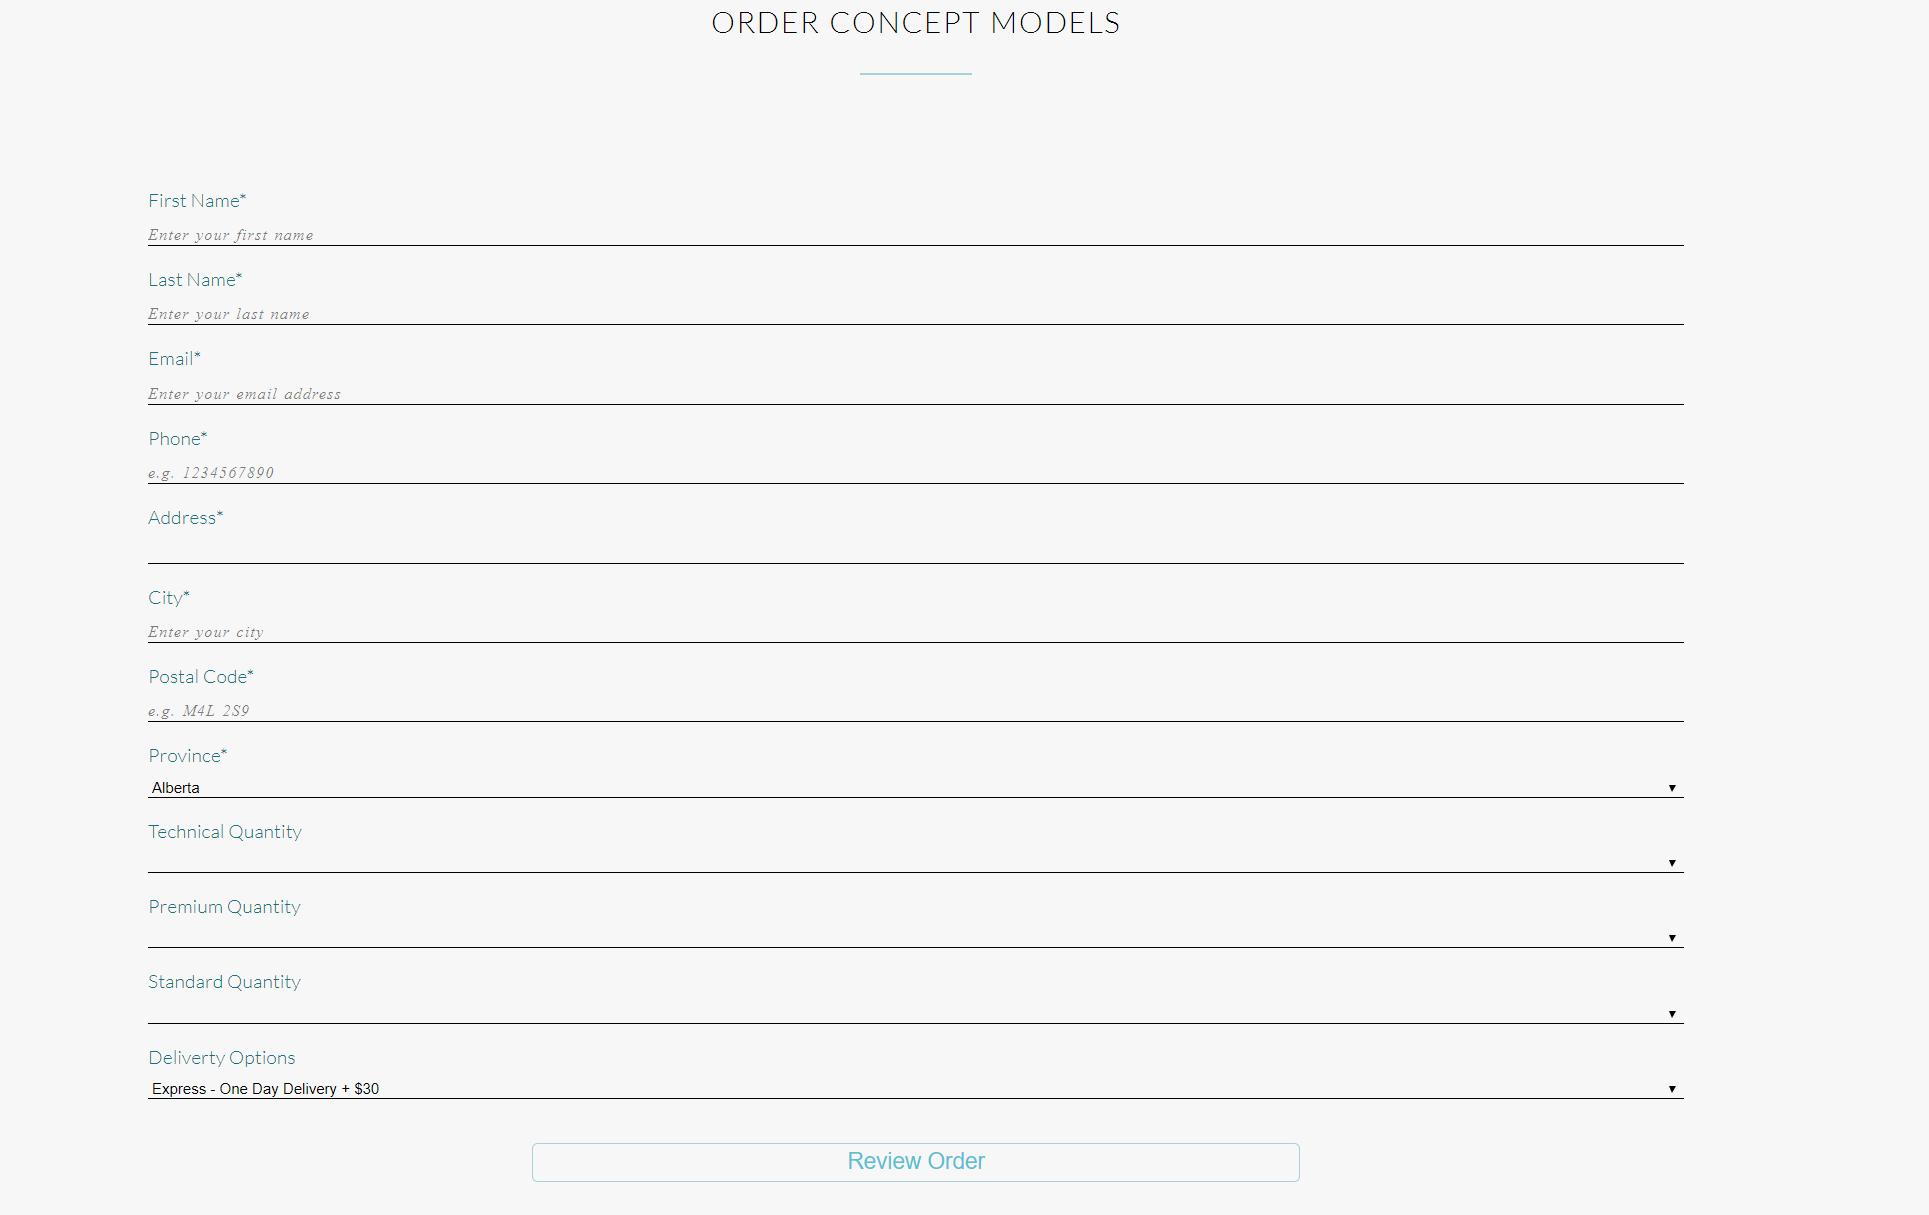 ORDER CONCEPT MODELS
First Name*
Enter your first name
Last Name*
Enter your last name
Email*
Enter your email address
Phone*
e.g. 1234567890
Address*
City*
Enter your city
Postal Code*
e.g. M4L 2S9
Province*
Alberta
Technical Quantity
Premium Quantity
Standard Quantity
Deliverty Options
Express - One Day Delivery + $30
Review Order